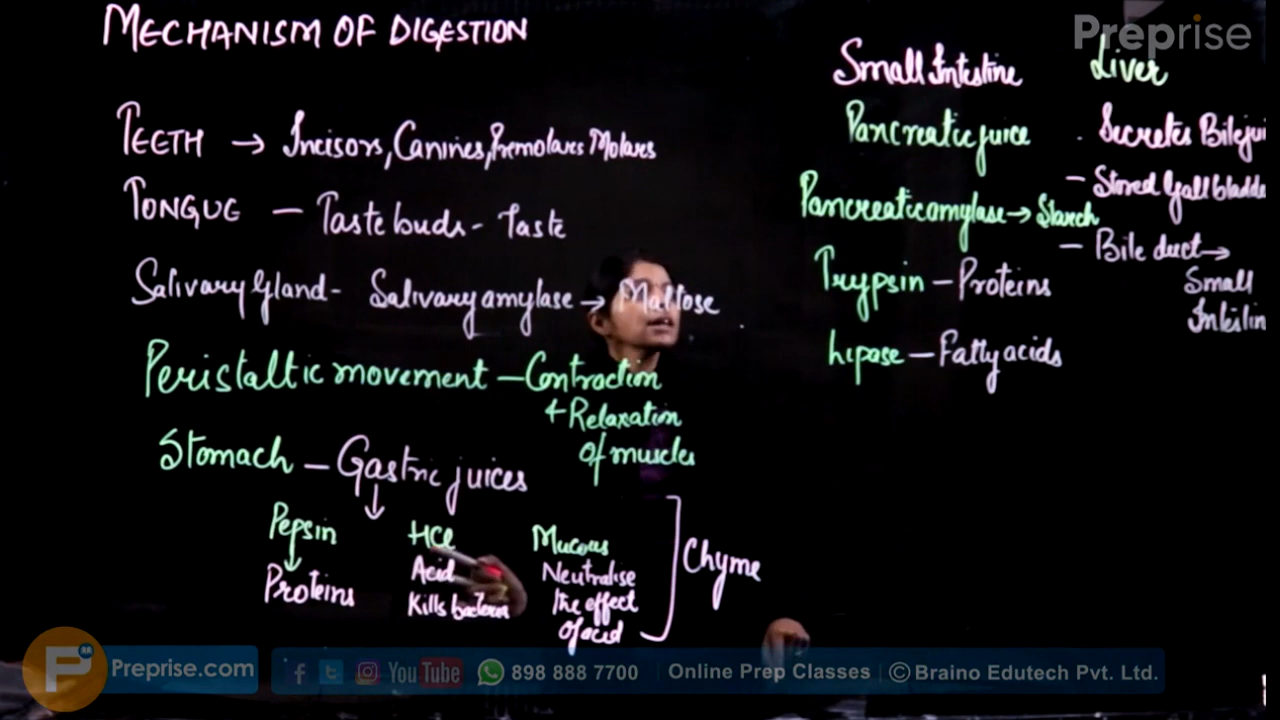 MECHANISM OF DIGESTION
TEETH → Incisors, Canines, Premolars Molars
TONGUE – Taste buds - Taste
Salivary Gland - Salivary amylase → Maltose
Peristaltic movement – Contraction
+ Relaxation
of muscles
Stomach – Gastric juices
Pepsin
Proteins
HCl
Acid
Kills bacteria
Mucous
Neutralise
the effect
of acid
Chyme
Small Intestine
Pancreatic juice
Pancreatic amylase → Starch
Trypsin – Proteins
Lipase – Fatty acids
Liver
Secretes Bile jui
– Stored Gall bladde
– Bile duct →
Small
Intestin
Preprise
Preprise.com
f YouTube 898 888 7700 | Online Prep Classes | © Braino Edutech Pvt. Ltd.